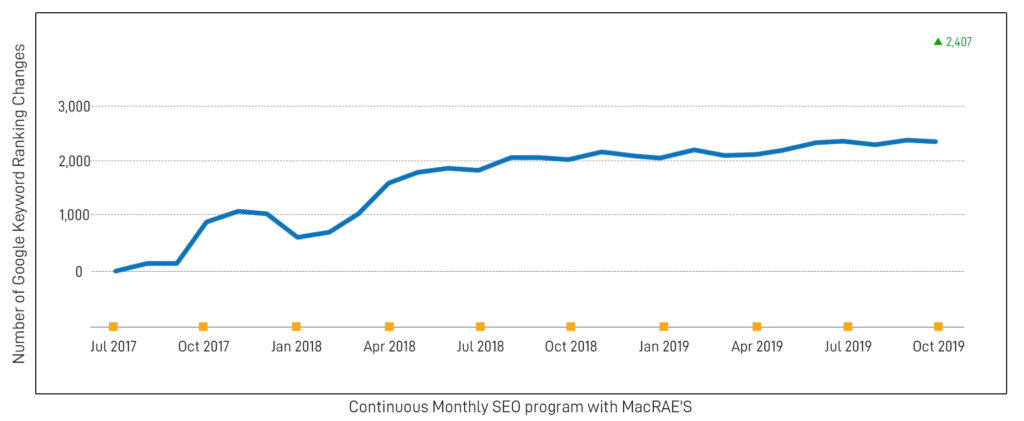 Number of Google Keyword Ranking Changes
▲ 2,407
3,000
2,000
1,000
0
Jul 2017 Oct 2017 Jan 2018 Apr 2018 Jul 2018 Oct 2018 Jan 2019 Apr 2019 Jul 2019 Oct 2019
Continuous Monthly SEO program with MacRAE'S